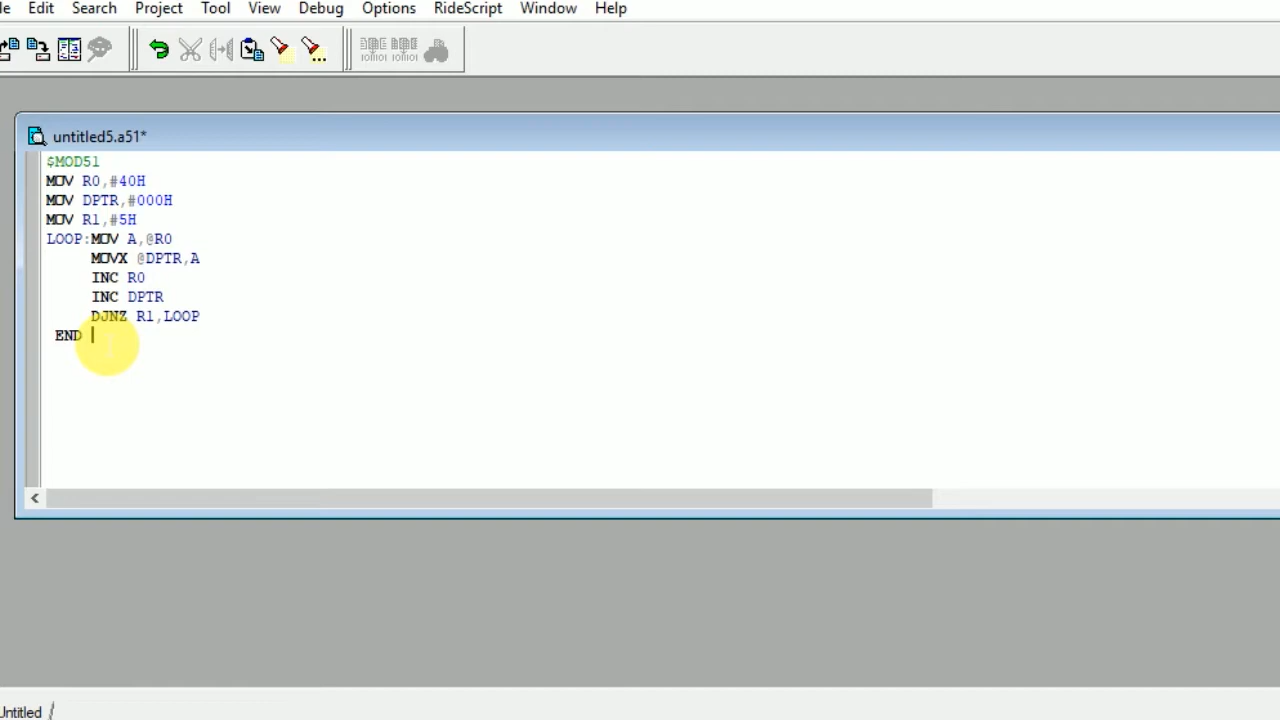 le Edit Search Project Tool View Debug Options RideScript Window Help
untitled5.a51*
$MOD51
MOV R0,#40H
MOV DPTR,#000H
MOV R1,#5H
LOOP:MOV A,@R0
MOVX @DPTR,A
INC R0
INC DPTR
DJNZ R1,LOOP
END
Untitled